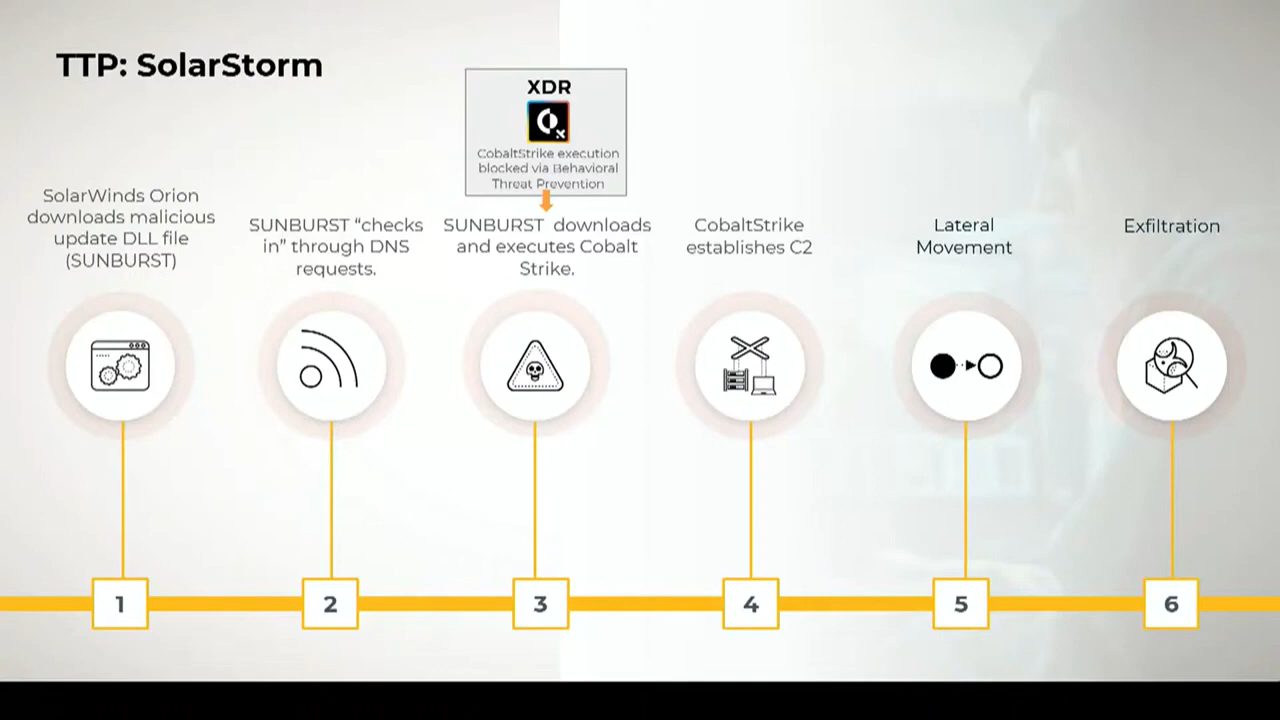 TTP: SolarStorm
XDR
CobaltStrike execution
blocked via Behavioral
Threat Prevention
SolarWinds Orion
downloads malicious
update DLL file
(SUNBURST)
SUNBURST “checks
in” through DNS
requests.
SUNBURST downloads
and executes Cobalt
Strike.
CobaltStrike
establishes C2
Lateral
Movement
Exfiltration
1
2
3
4
5
6